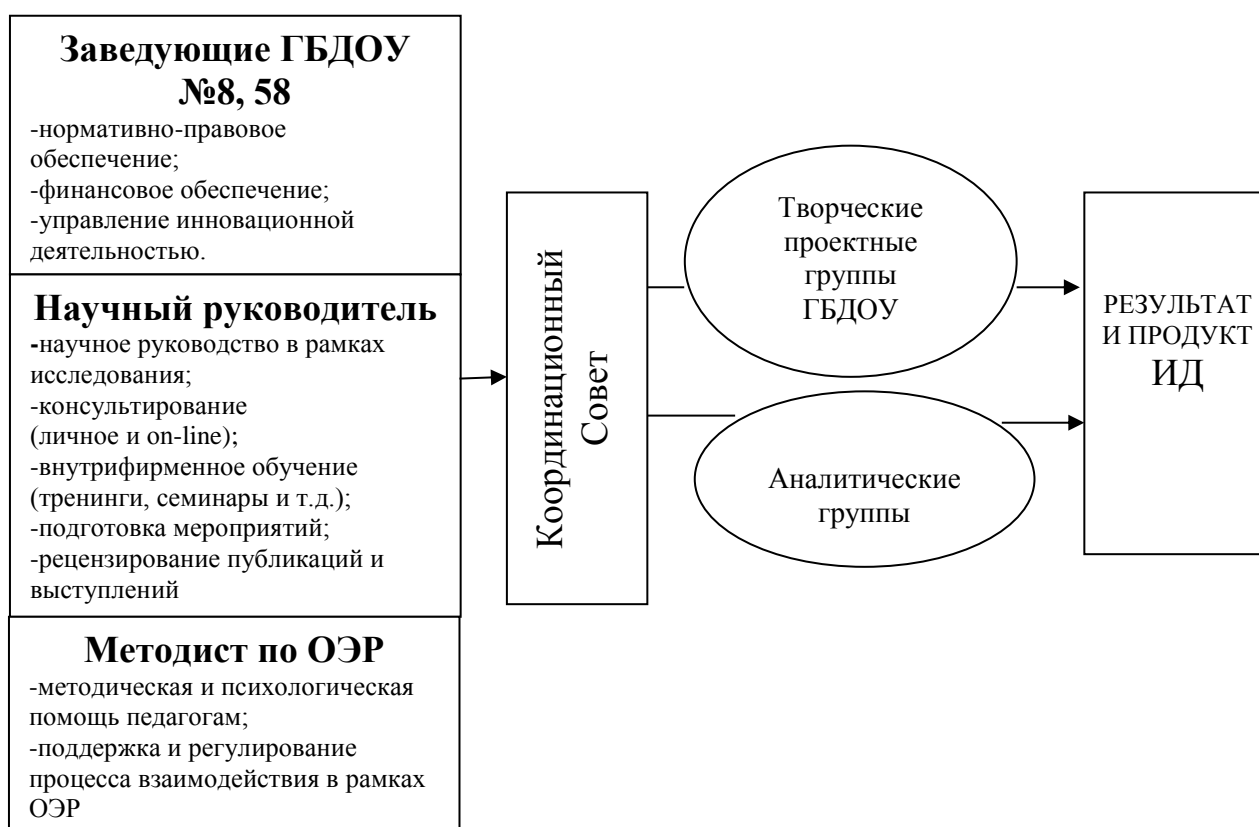 Заведующие ГБДОУ
№8, 58
-нормативно-правовое
обеспечение;
-финансовое обеспечение;
-управление инновационной
деятельностью.
Научный руководитель
-научное руководство в рамках
исследования;
-консультирование
(личное и on-line);
-внутрифирменное обучение
(тренинги, семинары и т.д.);
-подготовка мероприятий;
-рецензирование публикаций и
выступлений
Методист по ОЭР
-методическая и психологическая
помощь педагогам;
-поддержка и регулирование
процесса взаимодействия в рамках
ОЭР
Координационный
Совет
Творческие
проектные
группы
ГБДОУ
Аналитические
группы
РЕЗУЛЬТАТ
И ПРОДУКТ
ИД